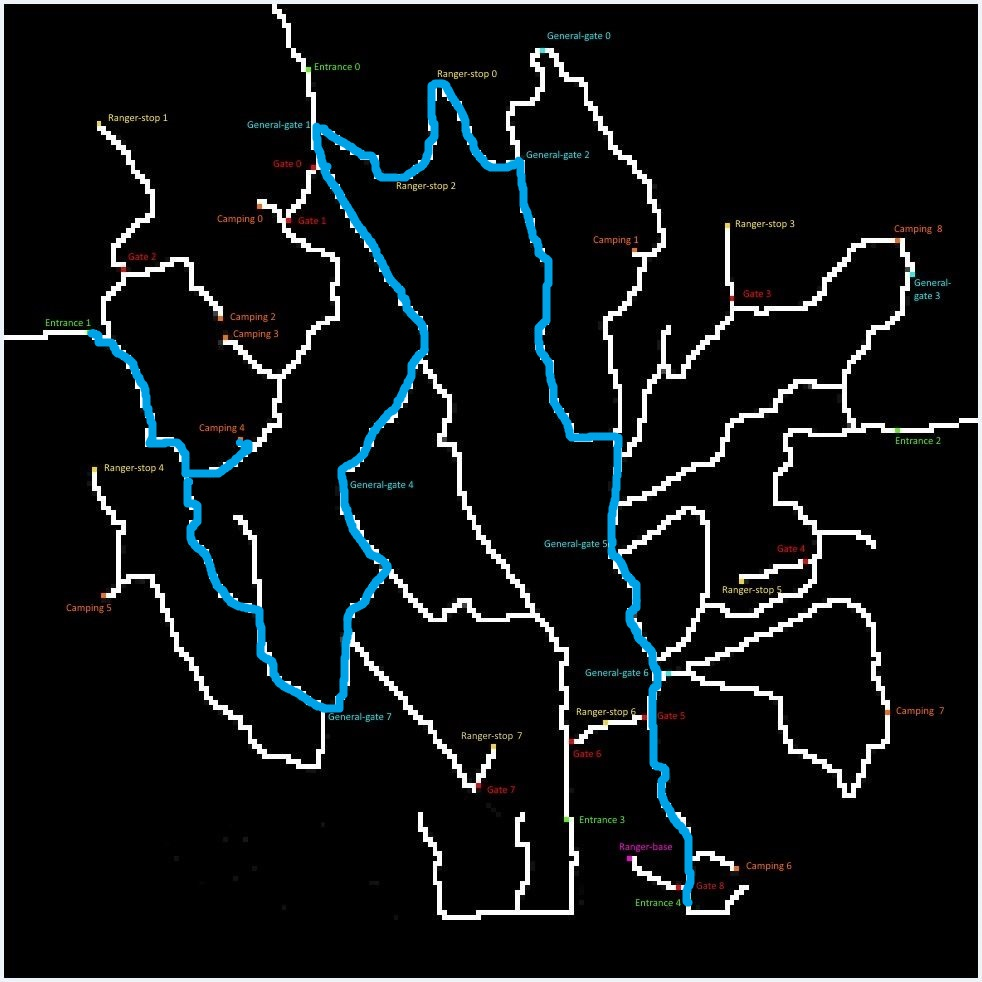 General-gate 0
Entrance 0
Ranger-stop 0
Ranger-stop 1
General-gate 1
General-gate 2
Gate 0
Ranger-stop 2
Camping 0
Gate 1
Ranger-stop 3
Camping 8
Camping 1
Gate 2
General-
gate 3
Gate 3
Camping 2
Entrance 1
Camping 3
Camping 4
Entrance 2
Ranger-stop 4
General-gate 4
General-gate 5
Gate 4
Ranger-stop 5
Camping 5
General-gate 6
Ranger-stop 6
Gate 5
Camping 7
General-gate 7
Ranger-stop 7
Gate 6
Gate 7
Entrance 3
Ranger-base
Camping 6
Gate 8
Entrance 4